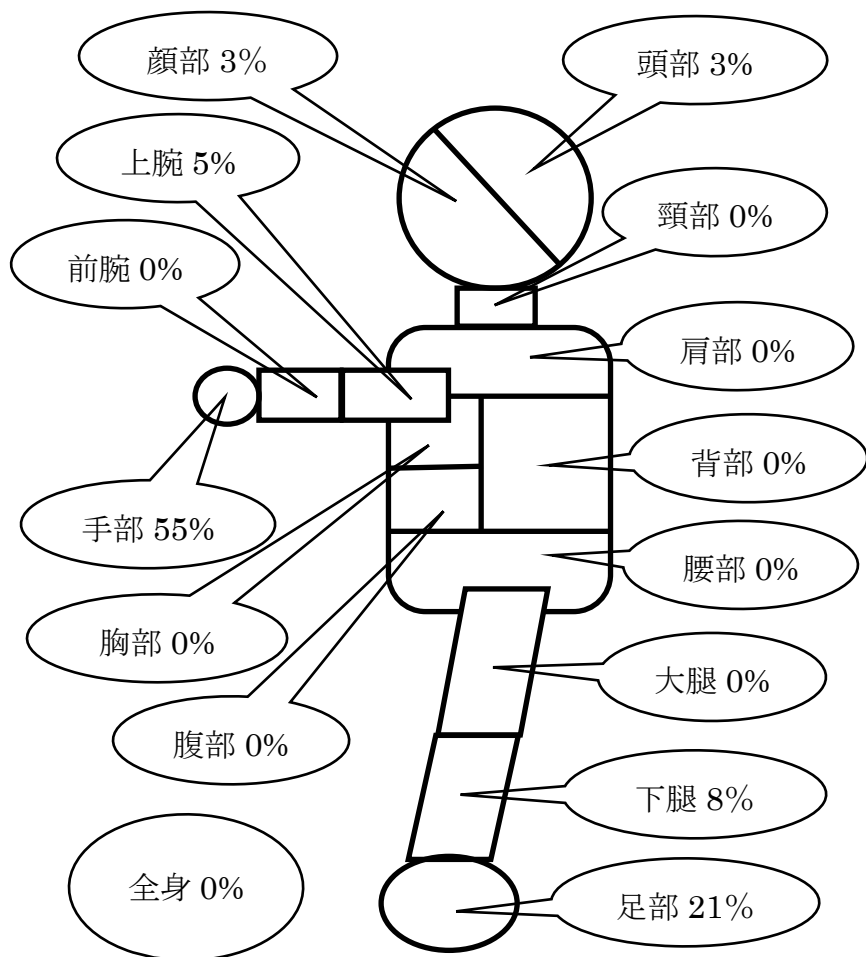 顔部 3%
頭部 3%
上腕 5%
頸部 0%
前腕 0%
肩部 0%
背部 0%
手部 55%
腰部 0%
胸部 0%
大腿 0%
腹部 0%
下腿 8%
全身 0%
足部 21%